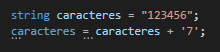 string caracteres = "123456";
caracteres = caracteres + '7';